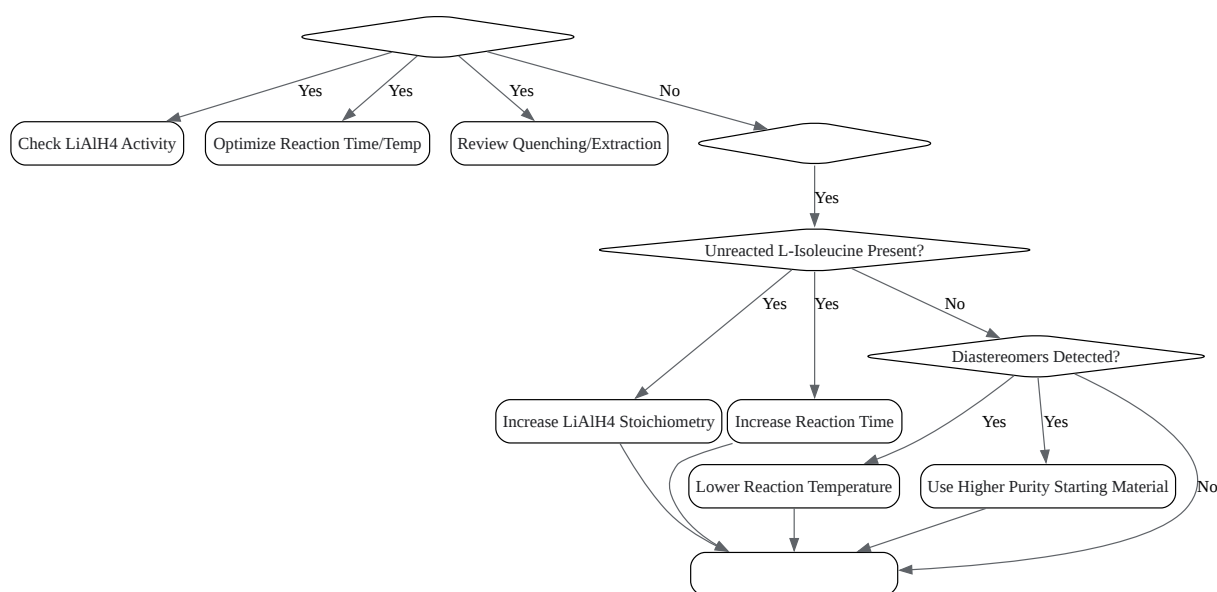 Yes
Yes
Yes
No
Check LiAlH4 Activity
Optimize Reaction Time/Temp
Review Quenching/Extraction
Yes
Unreacted L-Isoleucine Present?
Yes
Yes
No
Diastereomers Detected?
Increase LiAlH4 Stoichiometry
Increase Reaction Time
Yes
Yes
Lower Reaction Temperature
Use Higher Purity Starting Material
No